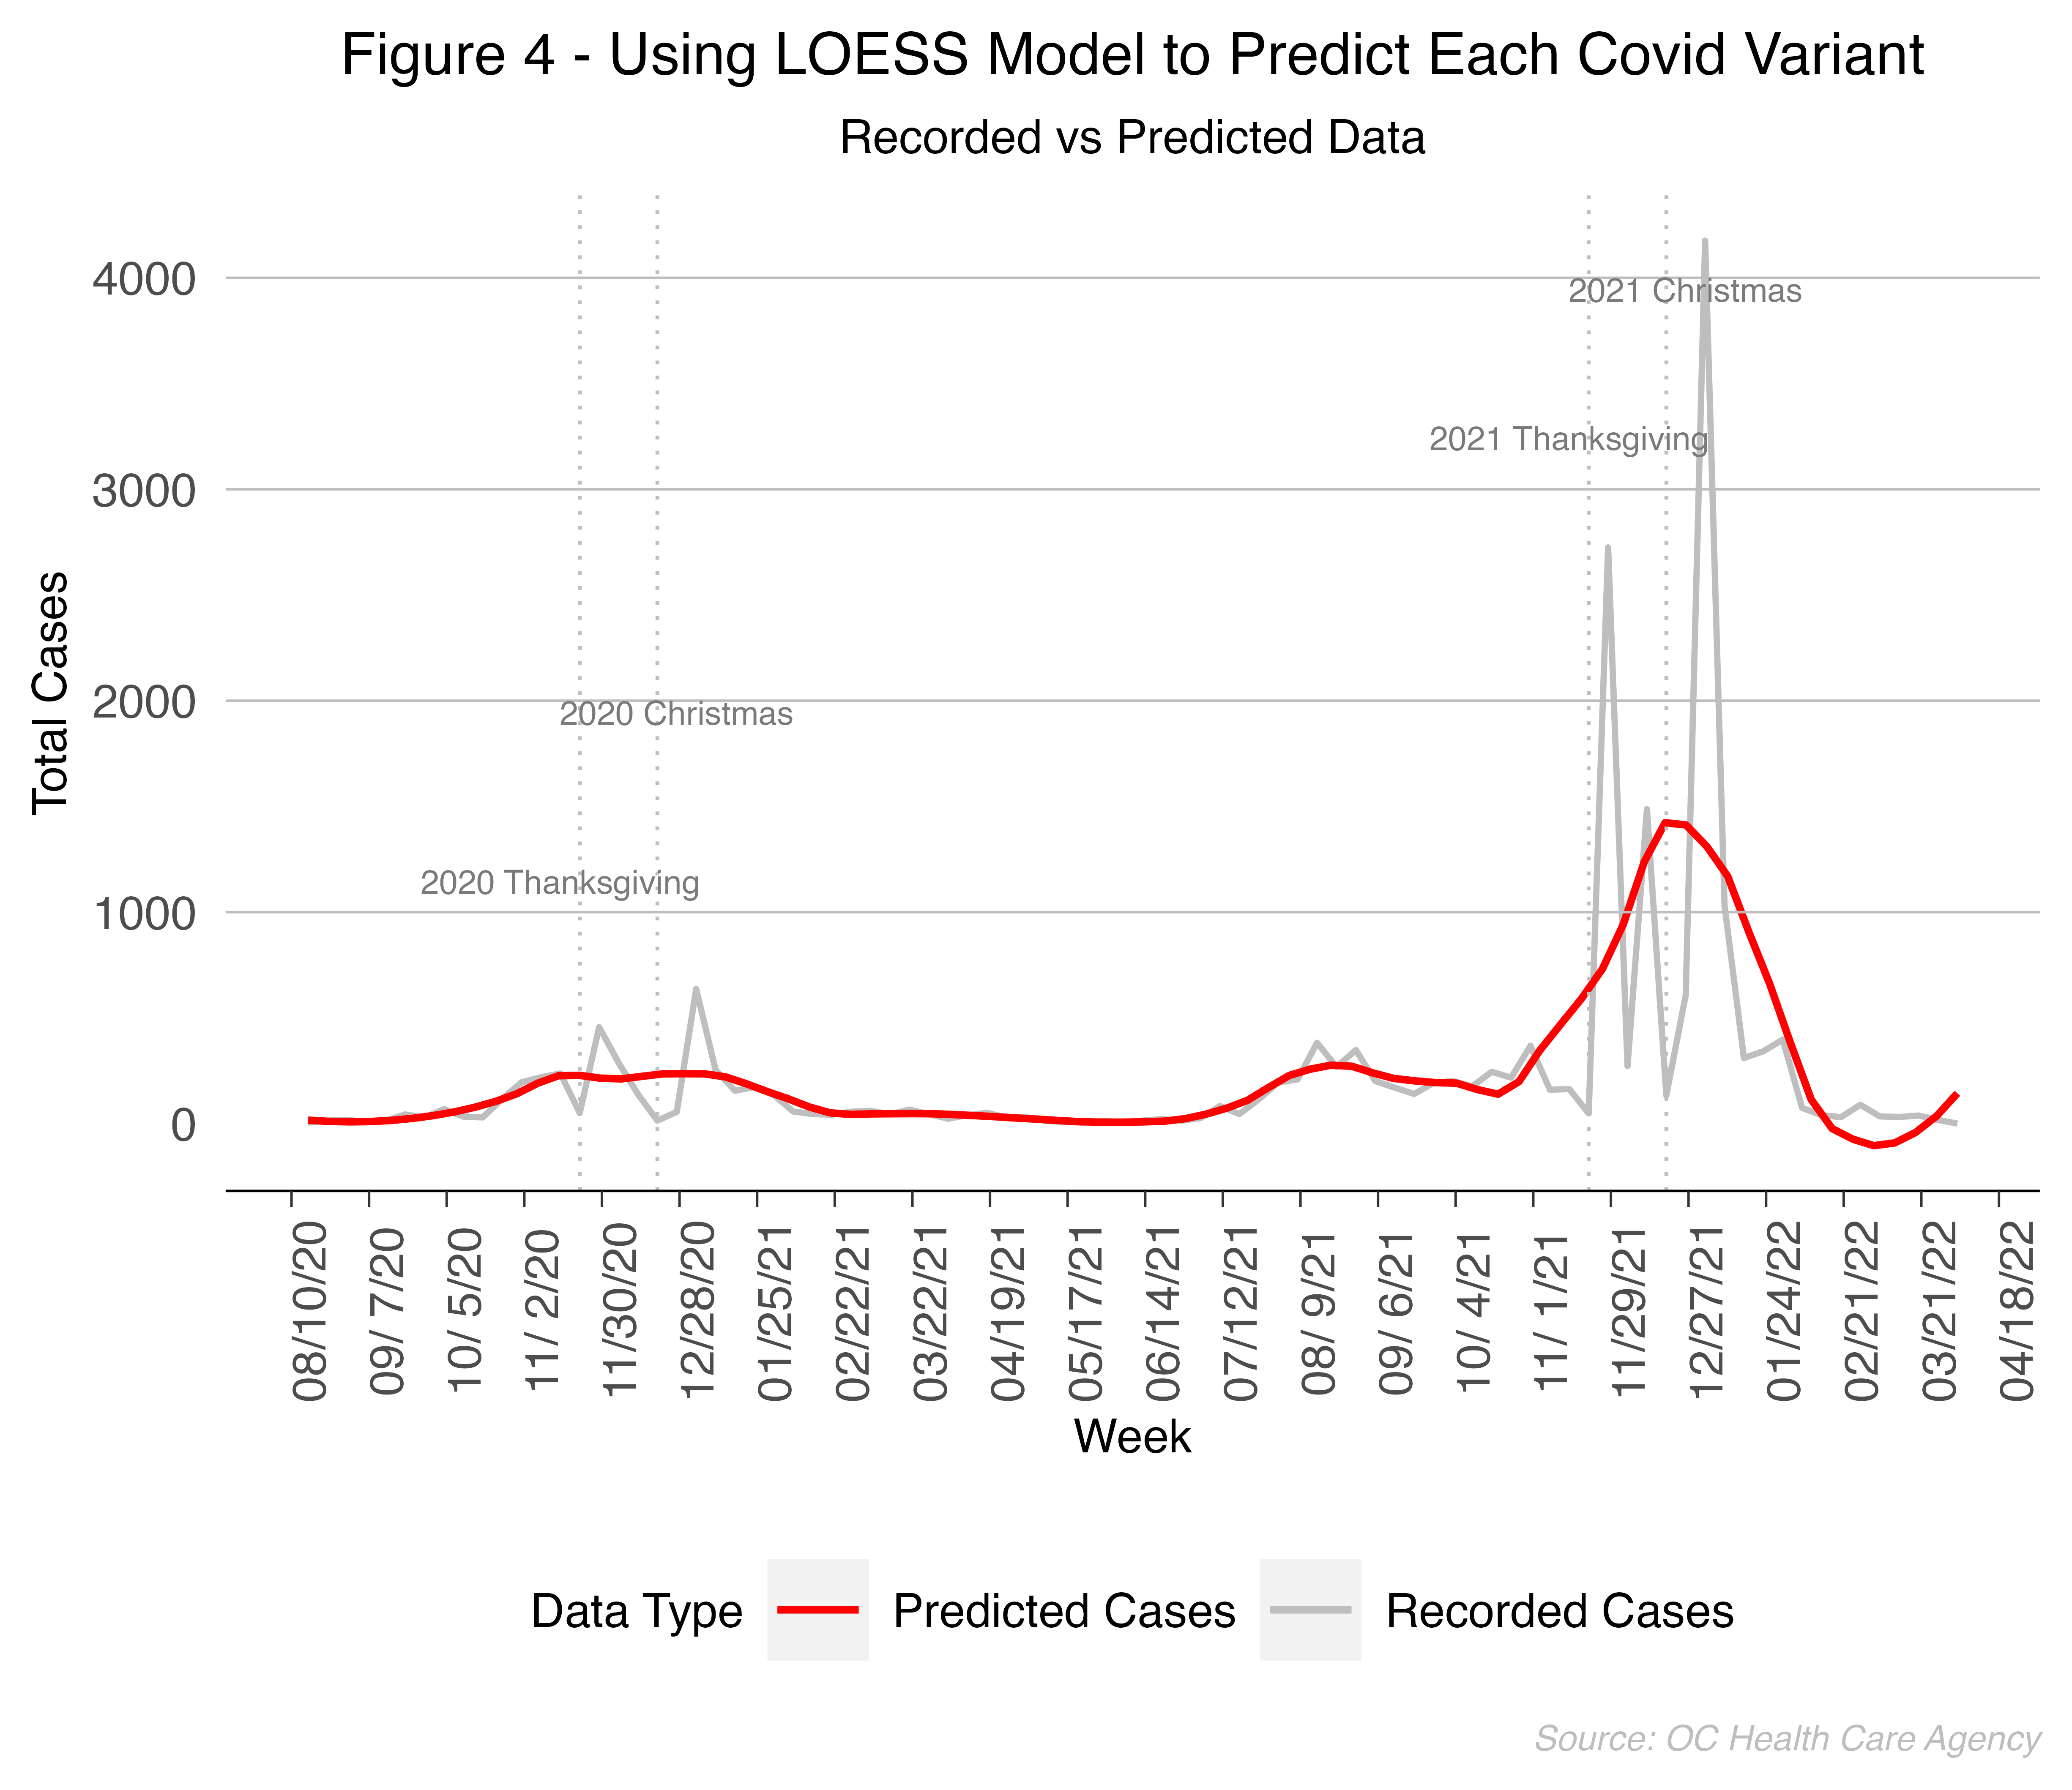 Figure 4 - Using LOESS Model to Predict Each Covid Variant
Recorded vs Predicted Data
Total Cases
4000
3000
2000
1000
0
2021 Christmas
2021 Thanksgiving
2020 Christmas
2020 Thanksgiving
08/10/20
09/ 7/20
10/ 5/20
11/ 2/20
11/30/20
12/28/20
01/25/21
02/22/21
03/22/21
04/19/21
05/17/21
06/14/21
07/12/21
08/ 9/21
09/ 6/21
10/ 4/21
11/ 1/21
11/29/21
12/27/21
01/24/22
02/21/22
03/21/22
04/18/22
Week
Data Type Predicted Cases Recorded Cases
Source: OC Health Care Agency